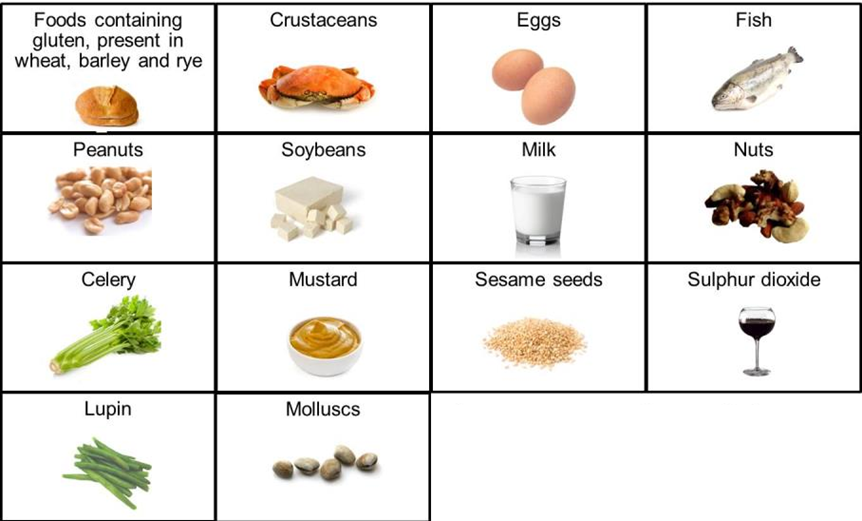 Foods containing
gluten, present in
wheat, barley and rye
Crustaceans
Eggs
Fish
Peanuts
Soybeans
Milk
Nuts
Celery
Mustard
Sesame seeds
Sulphur dioxide
Lupin
Molluscs